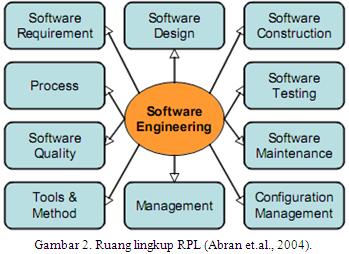 Software
Requirement
Software
Design
Software
Construction
Process
Software
Engineering
Software
Testing
Software
Quality
Software
Maintenance
Tools &
Method
Management
Configuration
Management
Gambar 2. Ruang lingkup RPL (Abran et.al., 2004).